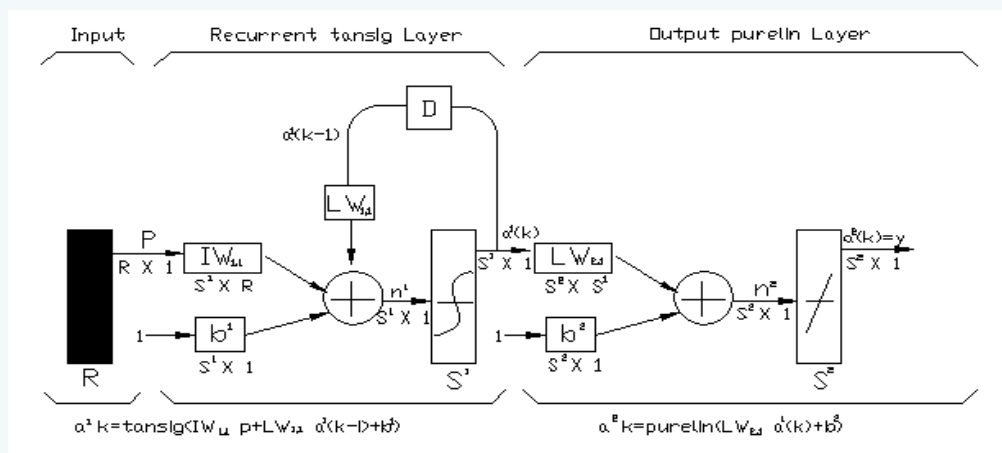 Input
Recurrent tansig Layer
Output purelin Layer
D
a¹(k-1)
LW₁,₁
P
R X 1
IW₁,₁
S¹ X R
1
b¹
S¹ X 1
n¹
S¹ X 1
a¹(k)
S¹ X 1
LW₂,₁
S² X S¹
1
b²
S² X 1
n²
S² X 1
a²(k)=y
S² X 1
R
S¹
S²
a¹k=tansig(IW₁,₁ p+LW₁,₁ a¹(k-1)+b¹)
a²k=purelin(LW₂,₁ a¹(k)+b²)